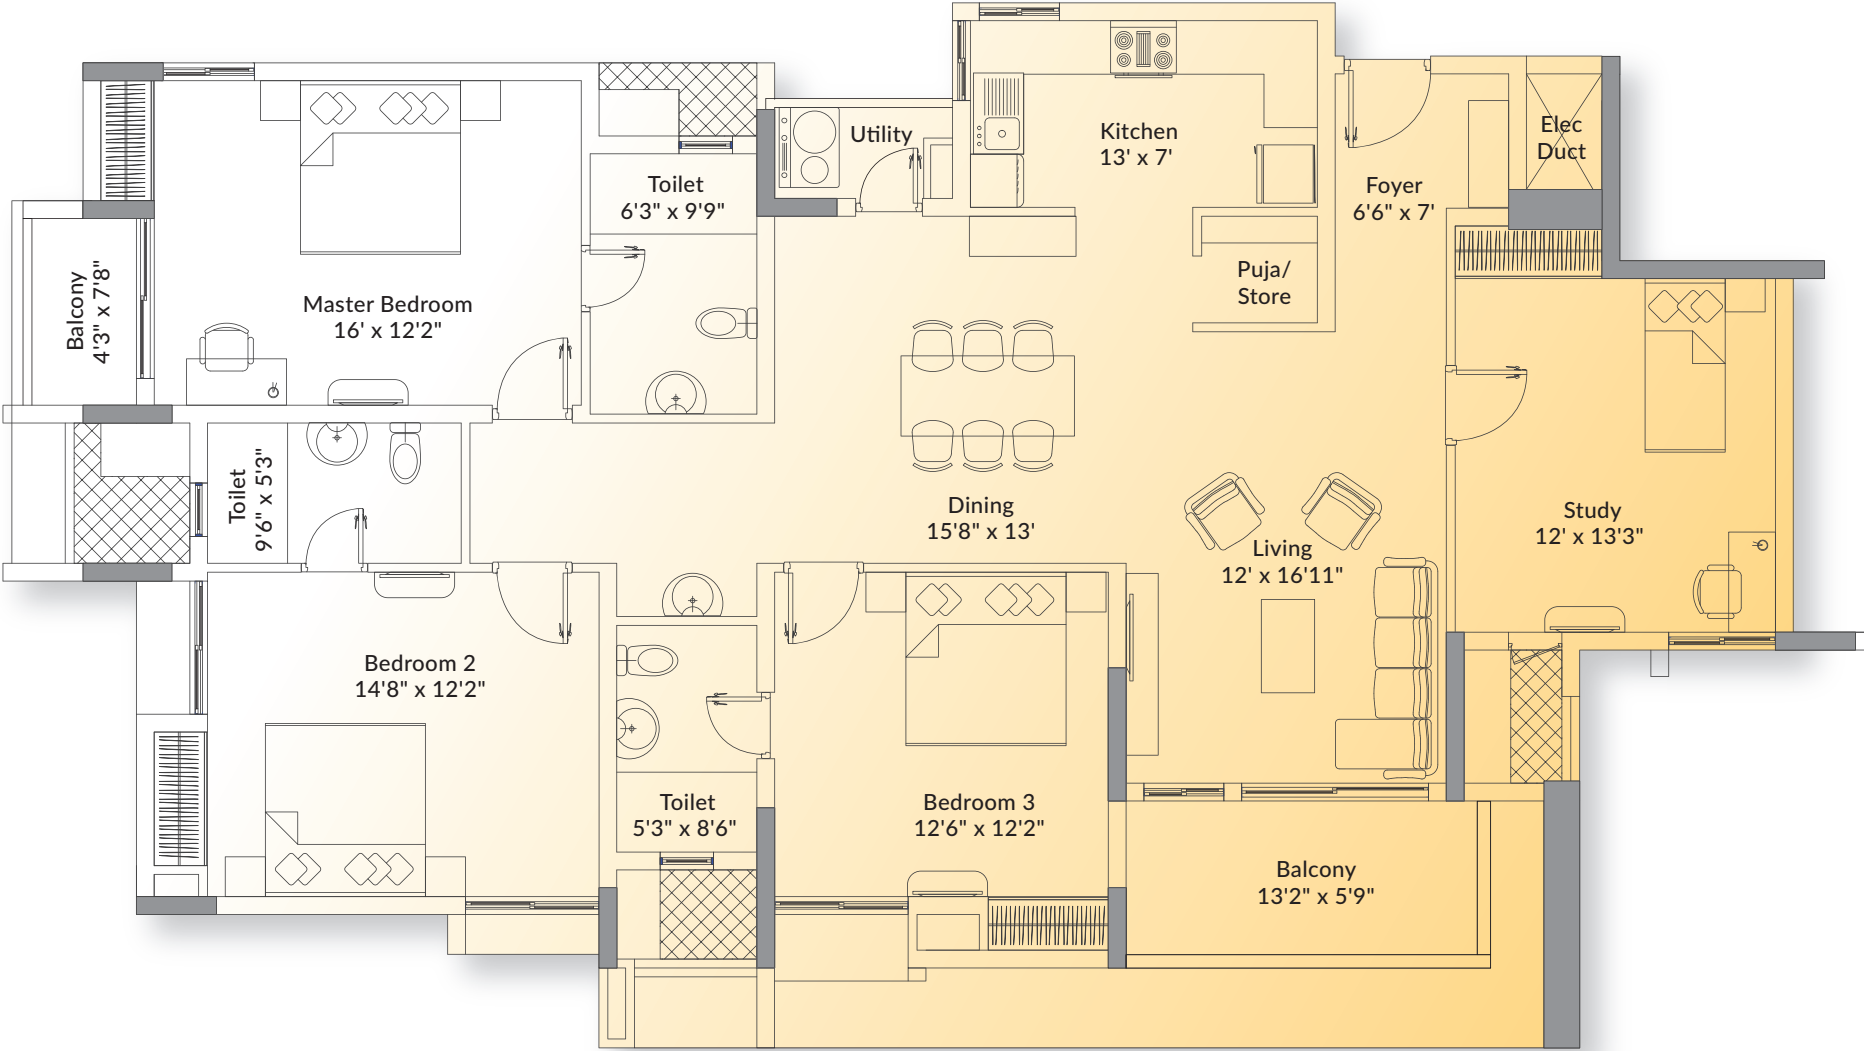 Utility
Kitchen
13' x 7'
Elec
Duct
Toilet
6'3" x 9'9"
Foyer
6'6" x 7'
Puja/
Store
Balcony
4'3" x 7'8"
Master Bedroom
16' x 12'2"
Toilet
9'6" x 5'3"
Dining
15'8" x 13'
Living
12' x 16'11"
Study
12' x 13'3"
Bedroom 2
14'8" x 12'2"
Toilet
5'3" x 8'6"
Bedroom 3
12'6" x 12'2"
Balcony
13'2" x 5'9"